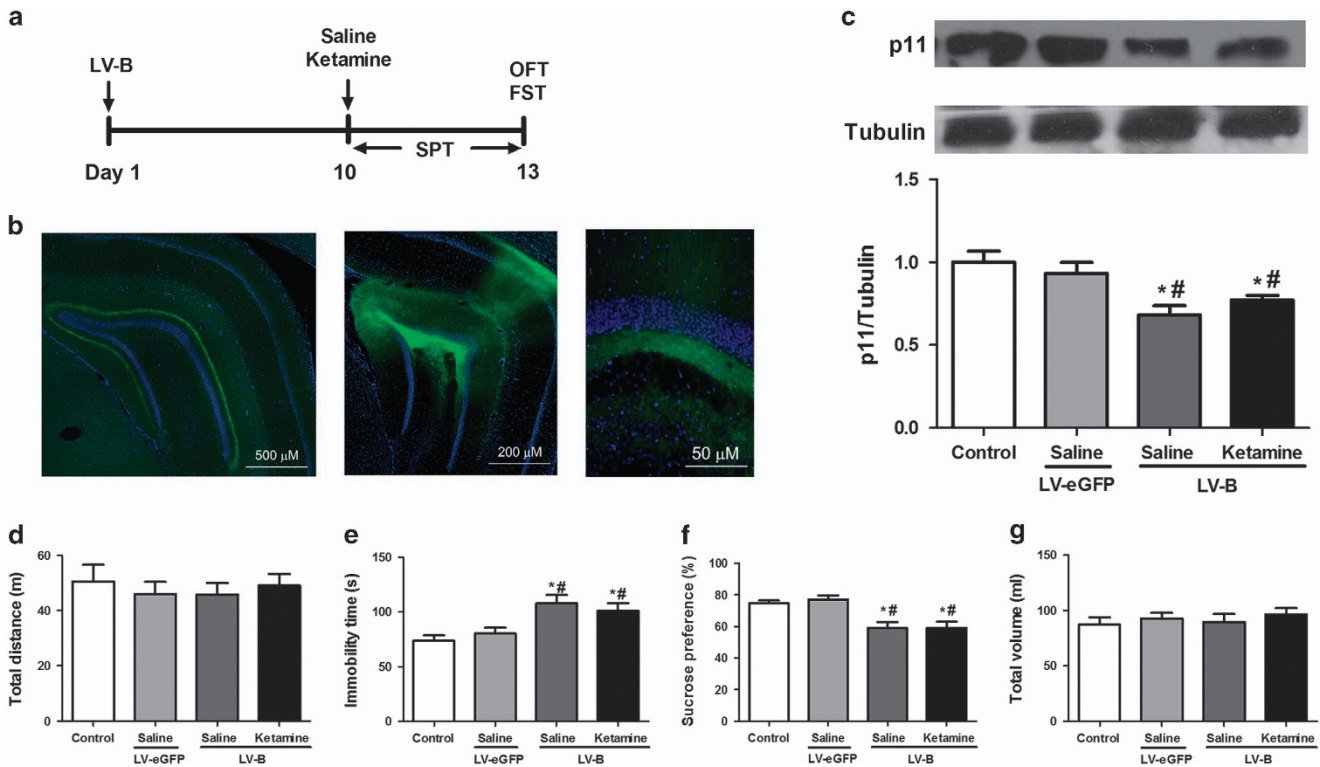 a
LV-B
Saline
Ketamine
OFT
FST
SPT
Day 1
10
13
b
500 µM
200 µM
50 µM
c
p11
Tubulin
p11/Tubulin
1.5
1.0
0.5
0.0
*#
*#
Control
Saline
Saline
Ketamine
LV-eGFP
LV-B
d
Total distance (m)
60
40
20
0
Control
Saline
Saline
Ketamine
LV-eGFP
LV-B
e
Immobility time (s)
150
100
50
0
*#
*#
Control
Saline
Saline
Ketamine
LV-eGFP
LV-B
f
Sucrose preference (%)
100
80
60
40
20
0
*#
*#
Control
Saline
Saline
Ketamine
LV-eGFP
LV-B
g
Total volume (ml)
150
100
50
0
Control
Saline
Saline
Ketamine
LV-eGFP
LV-B